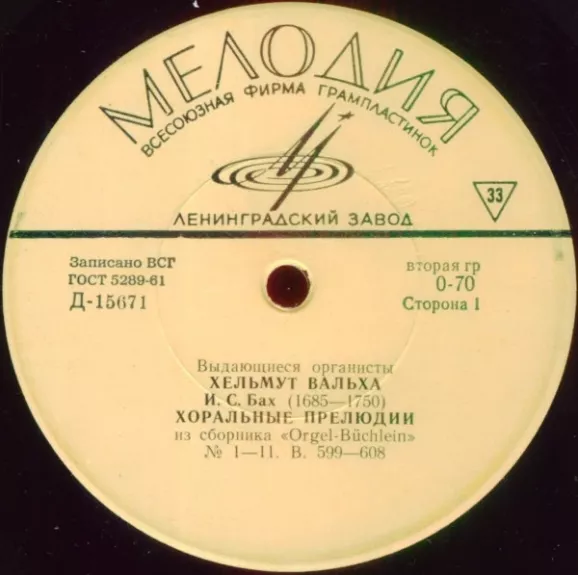 МЕЛОДИЯ
ВСЕСОЮЗНАЯ ФИРМА ГРАМПЛАСТИНОК
33
ЛЕНИНГРАДСКИЙ ЗАВОД
Записано ВСГ
ГОСТ 5289-61
Д-15671
вторая гр
0-70
Сторона 1
Выдающиеся органисты
ХЕЛЬМУТ ВАЛЬХА
И. С. Бах (1685—1750)
ХОРАЛЬНЫЕ ПРЕЛЮДИИ
из сборника «Orgel-Büchlein»
№ 1—11. В. 599—608